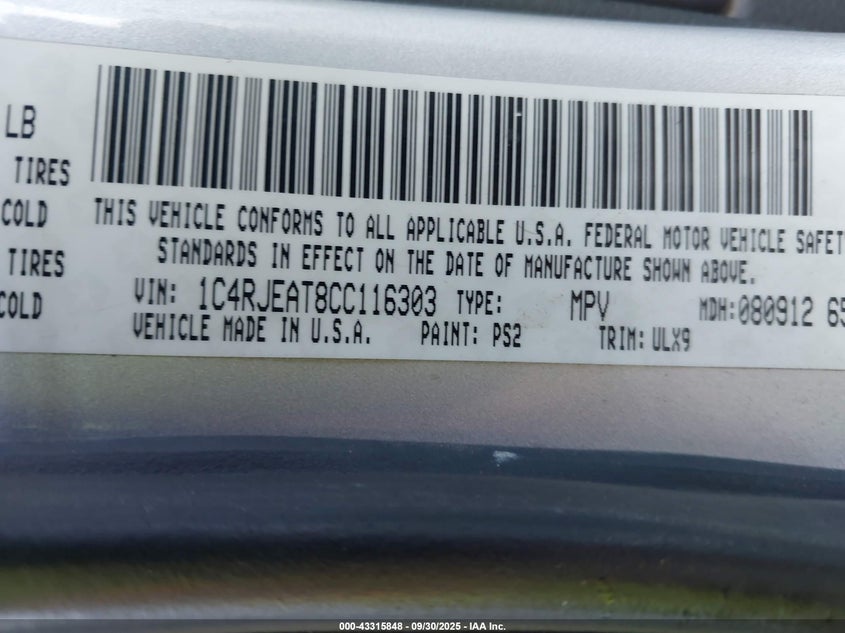 LB
TIRES
COLD
TIRES
COLD
THIS VEHICLE CONFORMS TO ALL APPLICABLE U.S.A. FEDERAL MOTOR VEHICLE SAFET
STANDARDS IN EFFECT ON THE DATE OF MANUFACTURE SHOWN ABOVE.
VIN: 1C4RJEAT8CC116303 TYPE: MPV MDH:080912 65
VEHICLE MADE IN U.S.A. PAINT: PS2 TRIM: ULX9
000-43315848 - 09/30/2025 - IAA Inc.